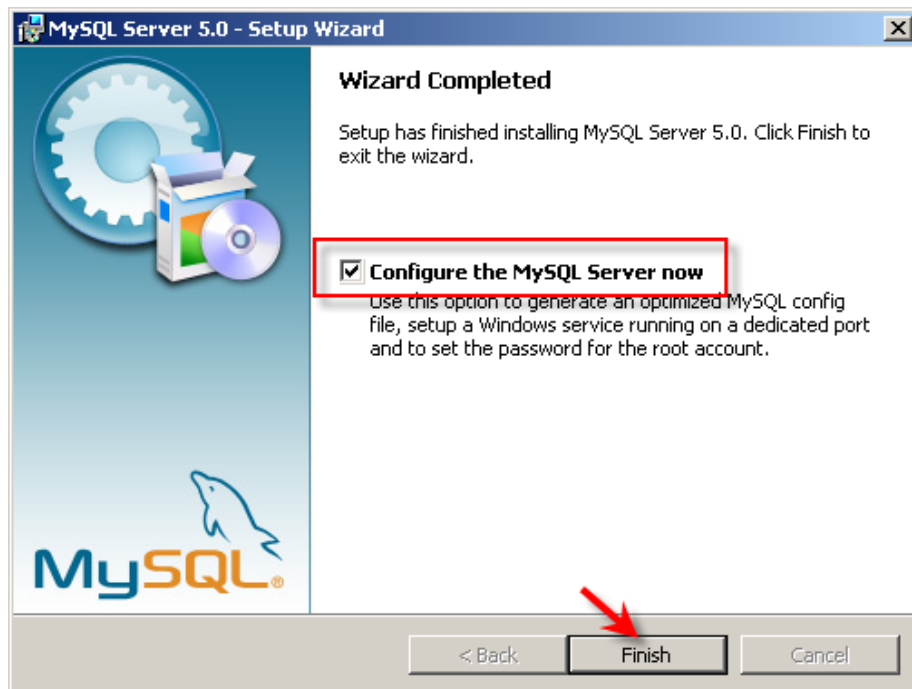 MySQL Server 5.0 - Setup Wizard
Wizard Completed
Setup has finished installing MySQL Server 5.0. Click Finish to
exit the wizard.
Configure the MySQL Server now
Use this option to generate an optimized MySQL config
file, setup a Windows service running on a dedicated port
and to set the password for the root account.
MySQL®
< Back Finish Cancel